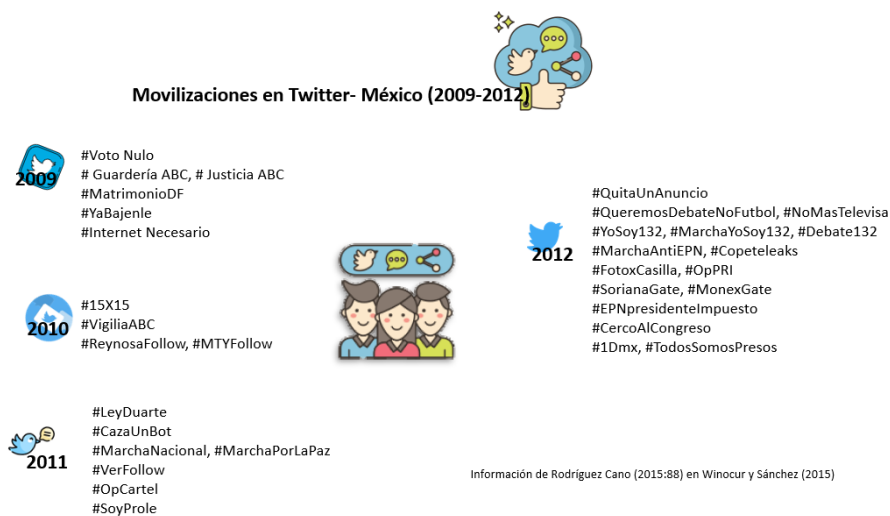 Movilizaciones en Twitter- México (2009-2012)
2009
#Voto Nulo
# Guardería ABC, # Justicia ABC
#MatrimonioDF
#YaBajenle
#Internet Necesario
2010
#15X15
#VigiliaABC
#ReynosaFollow, #MTYFollow
2011
#LeyDuarte
#CazaUnBot
#MarchaNacional, #MarchaPorLaPaz
#VerFollow
#OpCartel
#SoyProle
2012
#QuitaUnAnuncio
#QueremosDebateNoFutbol, #NoMasTelevisa
#YoSoy132, #MarchaYoSoy132, #Debate132
#MarchaAntiEPN, #Copeteleaks
#FotoxCasilla, #OpPRI
#SorianaGate, #MonexGate
#EPNpresidenteImpuesto
#CercoAlCongreso
#1Dmx, #TodosSomosPresos
Información de Rodríguez Cano (2015:88) en Winocur y Sánchez (2015)